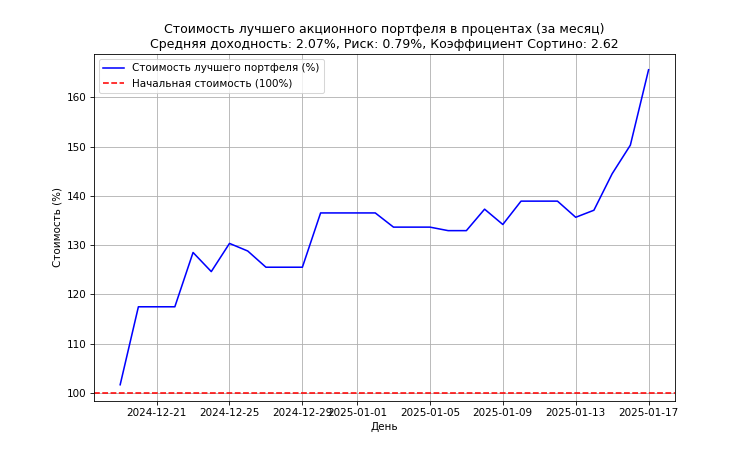 Стоимость лучшего акционного портфеля в процентах (за месяц)
Средняя доходность: 2.07%, Риск: 0.79%, Коэффициент Сортино: 2.62
Стоимость лучшего портфеля (%)
Начальная стоимость (100%)
Стоимость (%)
160
150
140
130
120
110
100
2024-12-21 2024-12-25 2024-12-29 2025-01-01 2025-01-05 2025-01-09 2025-01-13 2025-01-17
День